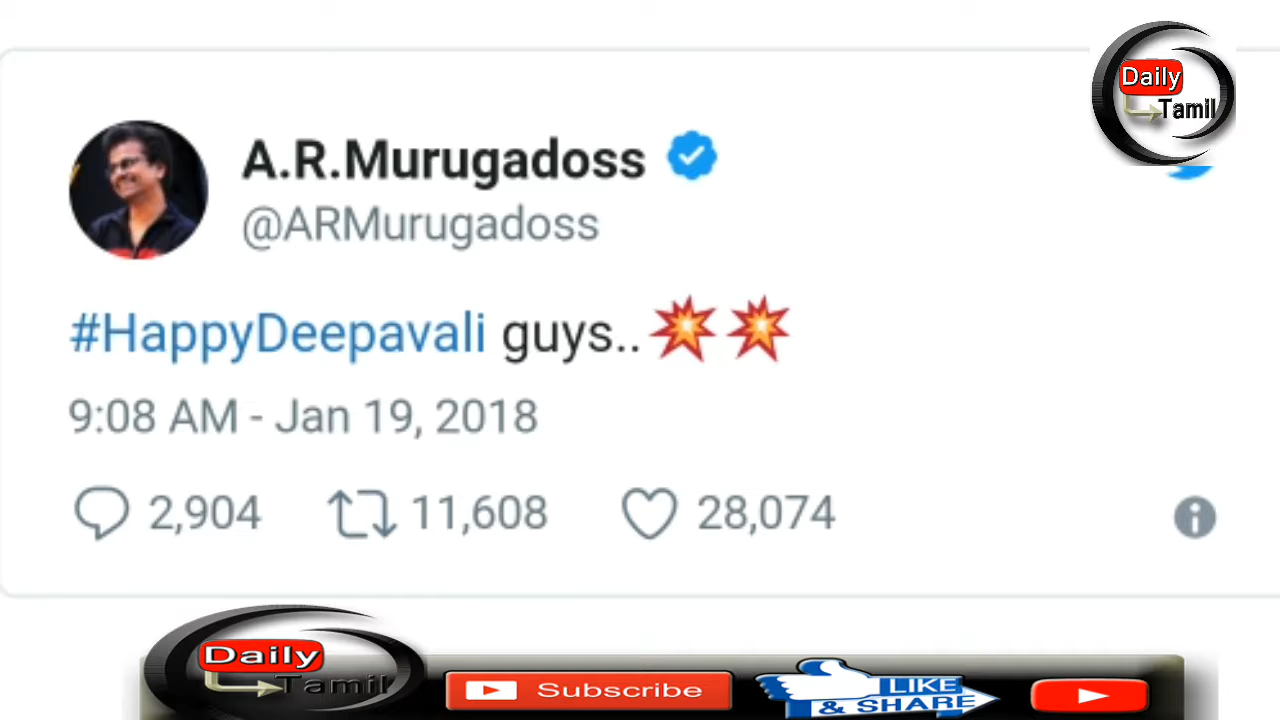 Daily
Tamil
A.R.Murugadoss
@ARMurugadoss
#HappyDeepavali guys..💥💥
9:08 AM - Jan 19, 2018
2,904 11,608 28,074
Daily
Tamil
Subscribe
LIKE
& SHARE